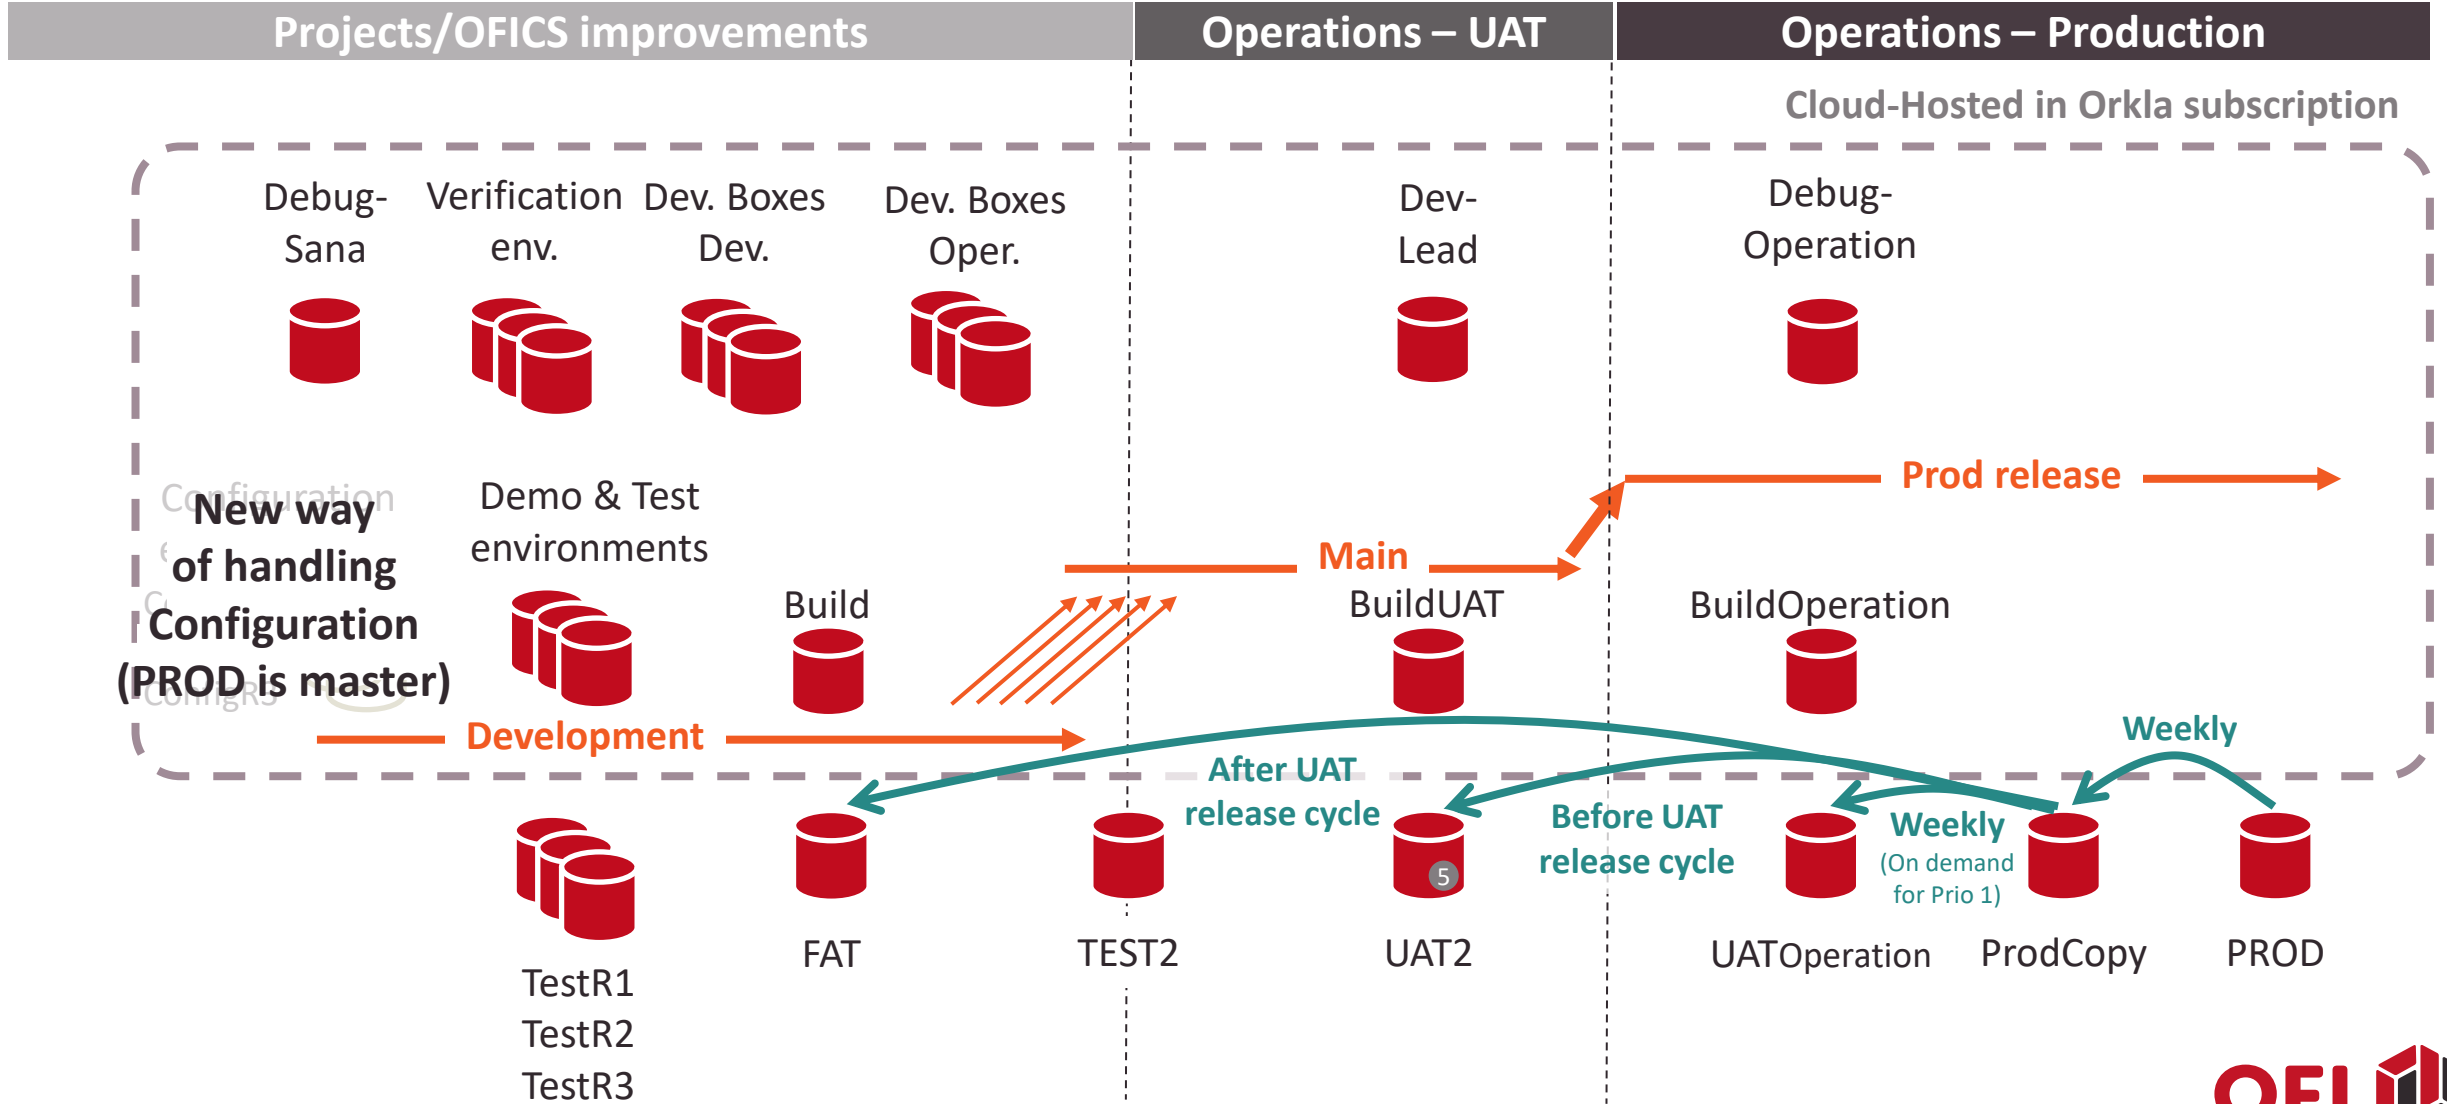 Projects/OFICS improvements
Operations – UAT
Operations – Production
Cloud-Hosted in Orkla subscription
Debug-
Sana
Verification
env.
Dev. Boxes
Dev.
Dev. Boxes
Oper.
Dev-
Lead
Debug-
Operation
Configuration
New way
of handling
Configuration
(PROD is master)
ConfigR3
Demo & Test
environments
Build
Main
Prod release
BuildUAT
BuildOperation
Development
After UAT
release cycle
Before UAT
release cycle
Weekly
Weekly
(On demand
for Prio 1)
5
FAT
TEST2
UAT2
UATOperation
ProdCopy
PROD
TestR1
TestR2
TestR3
OFI